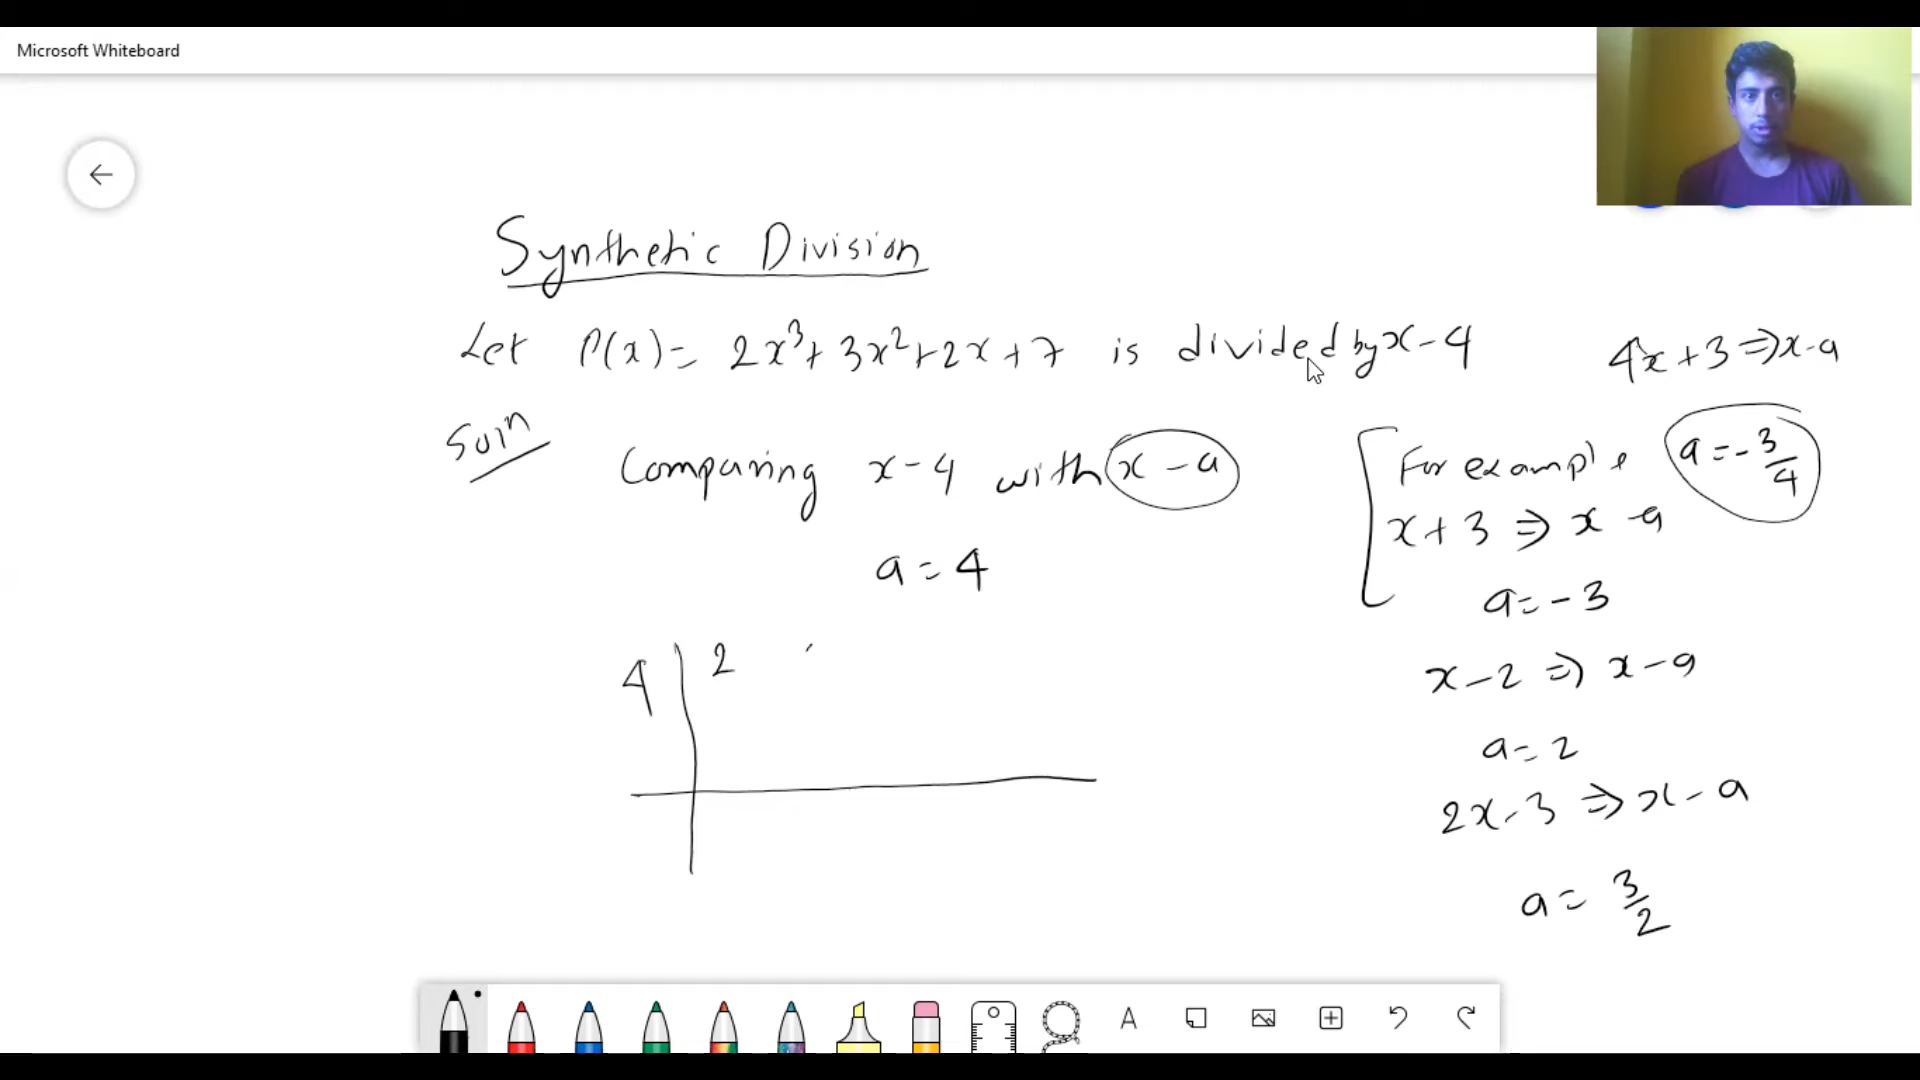 Microsoft Whiteboard
Synthetic Division
Let P(x) = 2x³ + 3x² + 2x + 7 is divided by x - 4
4x + 3 ⇒ x - a
a = -3/4
Soln
Comparing x - 4 with x - a
a = 4
For example
x + 3 ⇒ x - a
a = -3
x - 2 ⇒ x - a
a = 2
2x - 3 ⇒ x - a
a = 3/2
4 | 2
A